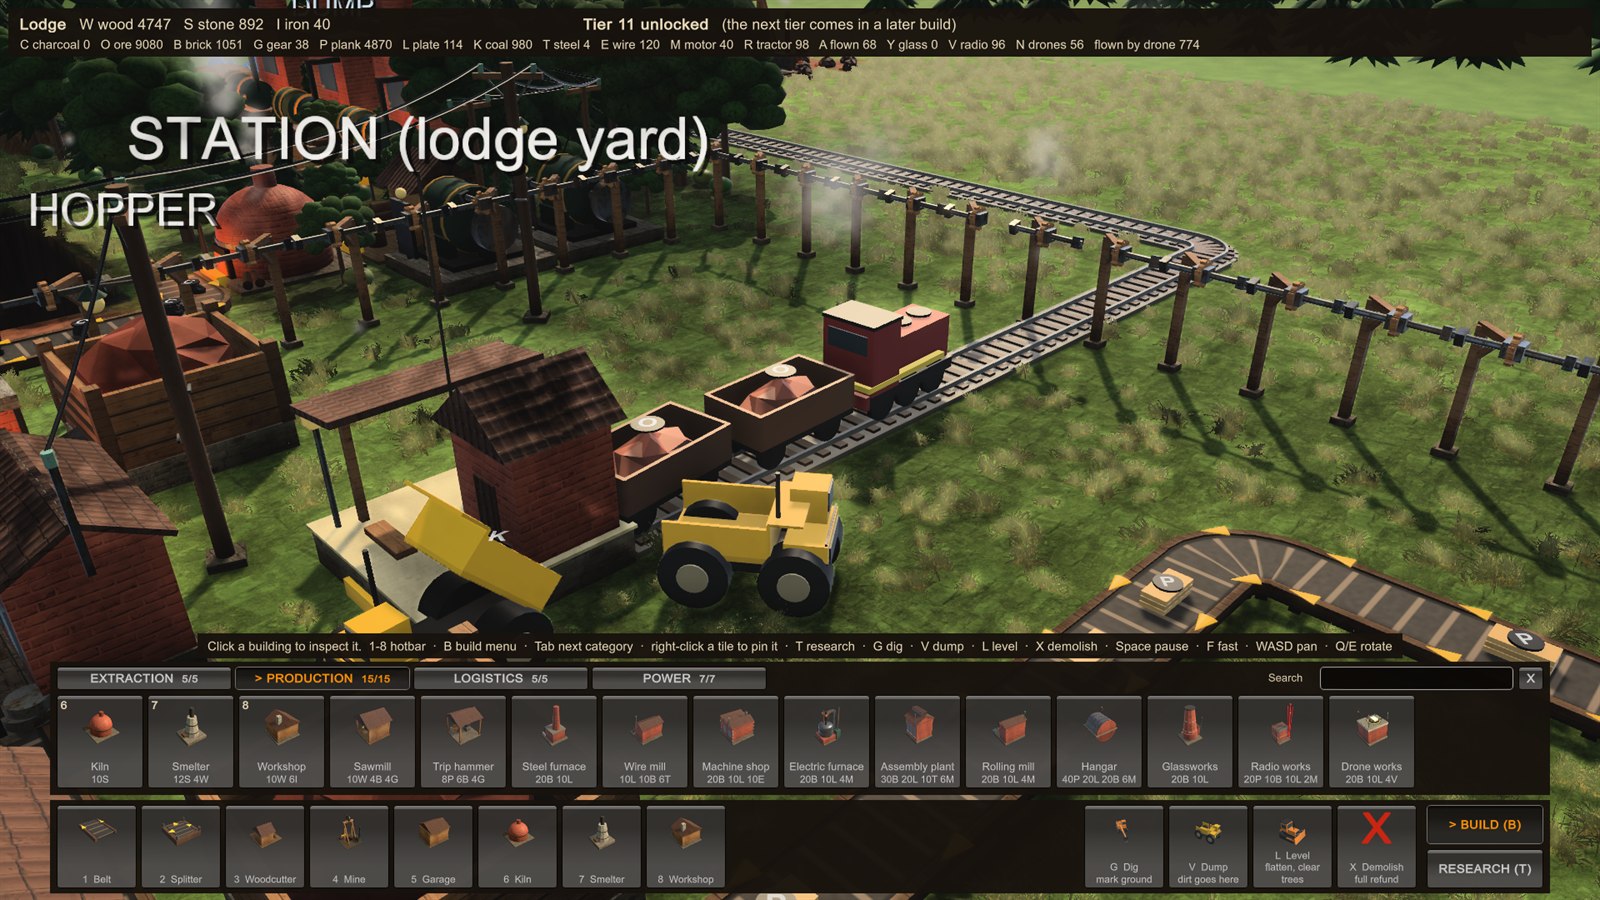 DUMP
Lodge W wood 4747 S stone 892 I iron 40
Tier 11 unlocked (the next tier comes in a later build)
C charcoal 0 O ore 9080 B brick 1051 G gear 38 P plank 4870 L plate 114 K coal 980 T steel 4 E wire 120 M motor 40 R tractor 98 A flown 68 Y glass 0 V radio 96 N drones 56 flown by drone 774
STATION (lodge yard)
HOPPER
O
O
K
P
P
Click a building to inspect it. 1-8 hotbar · B build menu · Tab next category · right-click a tile to pin it · T research · G dig · V dump · L level · X demolish · Space pause · F fast · WASD pan · Q/E rotate
EXTRACTION 5/5
> PRODUCTION 15/15
LOGISTICS 5/5
POWER 7/7
Search
X
6
Kiln
10S
7
Smelter
12S 4W
8
Workshop
10W 6I
Sawmill
10W 4B 4G
Trip hammer
8P 6B 4G
Steel furnace
20B 10L
Wire mill
10L 10B 6T
Machine shop
20B 10L 10E
Electric furnace
20B 10L 4M
Assembly plant
30B 20L 10T 6M
Rolling mill
20B 10L 4M
Hangar
40P 20L 20B 6M
Glassworks
20B 10L
Radio works
20P 10B 10L 2M
Drone works
20B 10L 4V
1 Belt
2 Splitter
3 Woodcutter
4 Mine
5 Garage
6 Kiln
7 Smelter
8 Workshop
G Dig
mark ground
V Dump
dirt goes here
L Level
flatten, clear
trees
X Demolish
full refund
> BUILD (B)
RESEARCH (T)